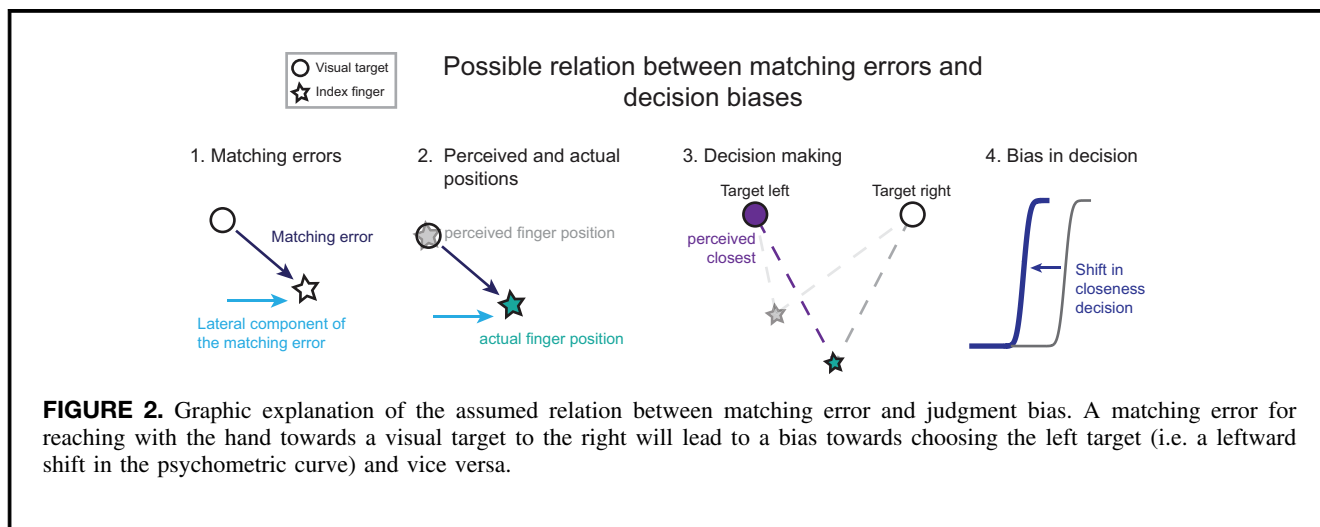 Visual target
Index finger
Possible relation between matching errors and
decision biases
1. Matching errors
Matching error
Lateral component of
the matching error
2. Perceived and actual
positions
perceived finger position
actual finger position
3. Decision making
Target left
Target right
perceived
closest
4. Bias in decision
Shift in
closeness
decision
FIGURE 2. Graphic explanation of the assumed relation between matching error and judgment bias. A matching error for
reaching with the hand towards a visual target to the right will lead to a bias towards choosing the left target (i.e. a leftward
shift in the psychometric curve) and vice versa.